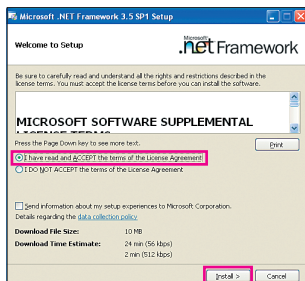 Microsoft .NET Framework 3.5 SP1 Setup
Welcome to Setup
Microsoft
.net Framework
Be sure to carefully read and understand all the rights and restrictions described in the
license terms. You must accept the license terms before you can install the software.
MICROSOFT SOFTWARE SUPPLEMENTAL
LICENSE TERMS
Press the Page Down key to see more text.
Print
I have read and ACCEPT the terms of the License Agreement
I DO NOT ACCEPT the terms of the License Agreement
Send information about my setup experiences to Microsoft Corporation.
Details regarding the data collection policy
Download File Size: 10 MB
Download Time Estimate: 24 min (56 kbps)
2 min (512 kbps)
Install >
Cancel